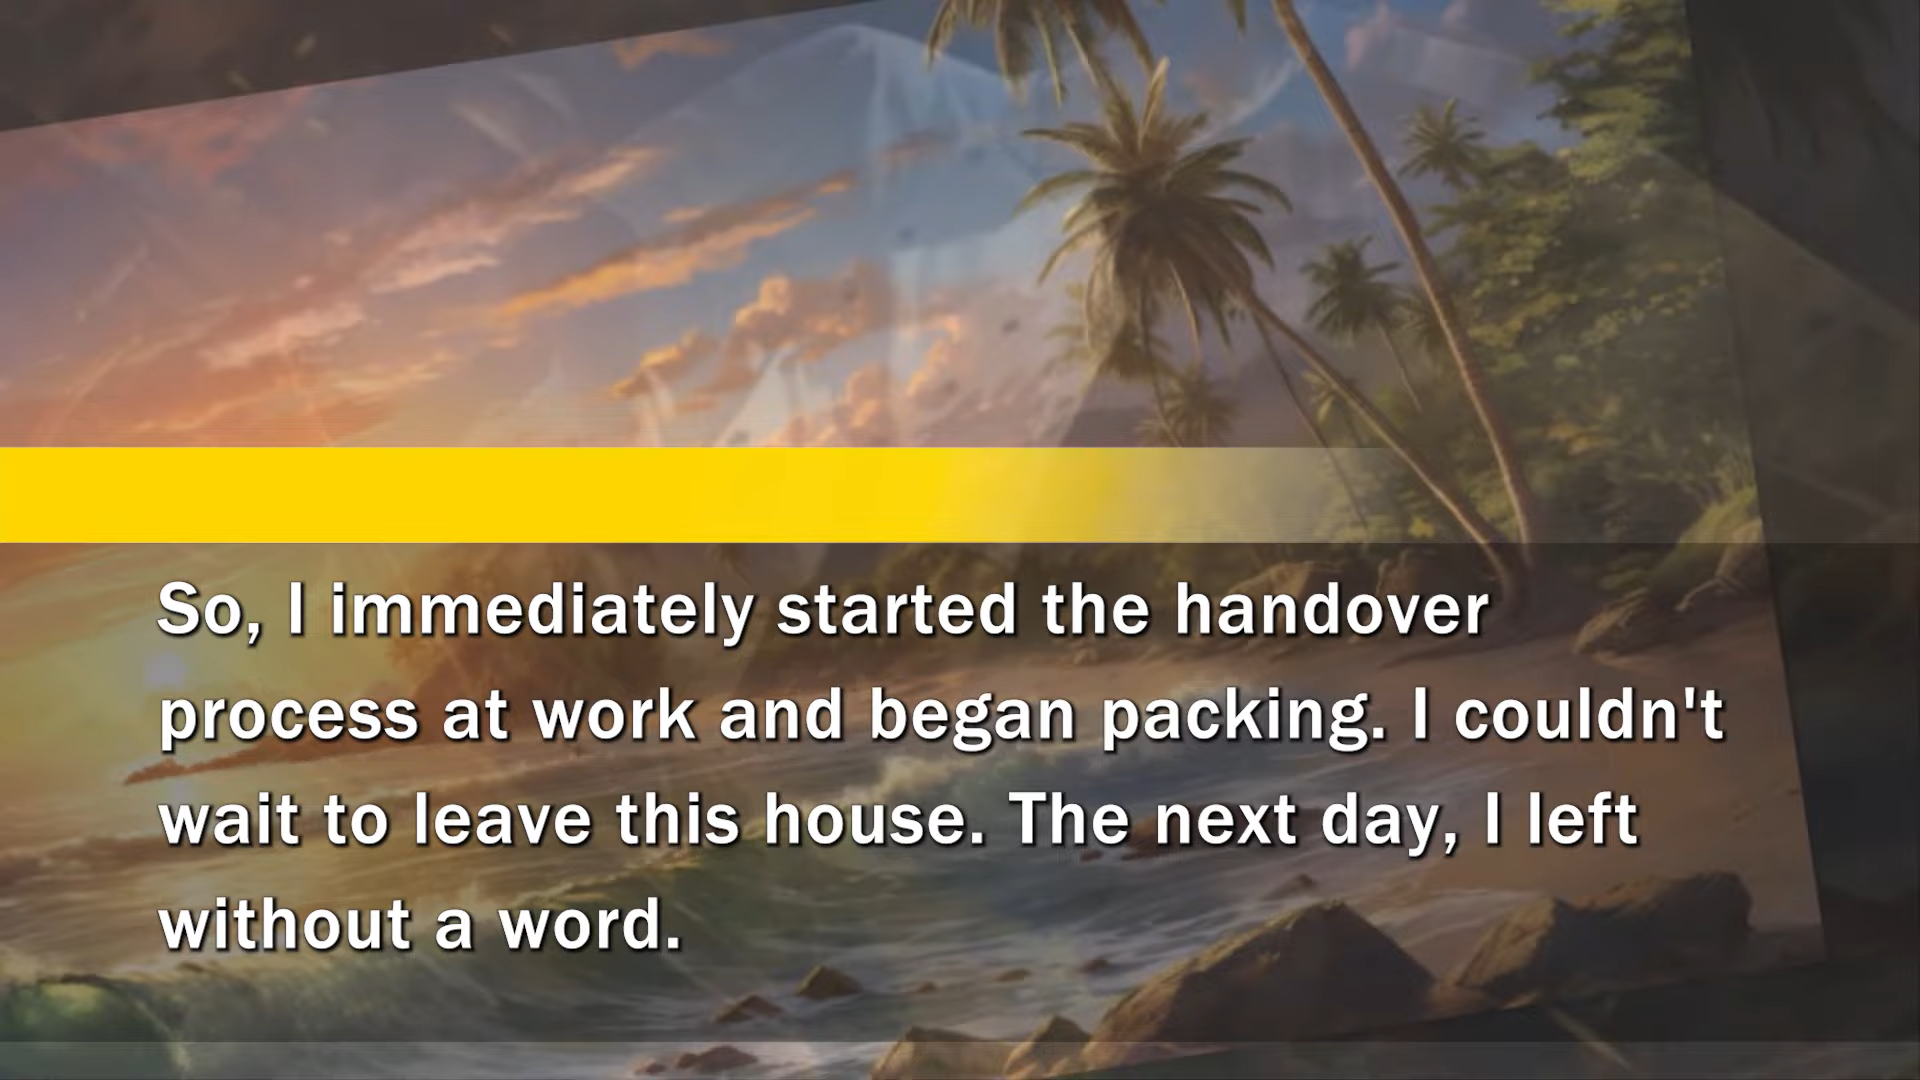 So, I immediately started the handover
process at work and began packing. I couldn't
wait to leave this house. The next day, I left
without a word.